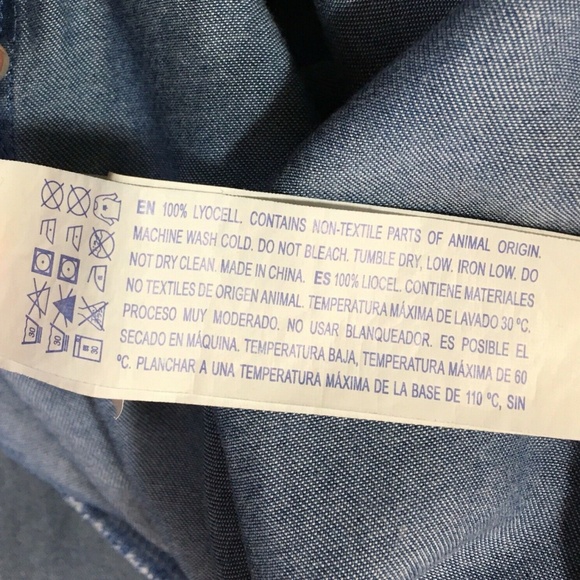 EN 100% LYOCELL. CONTAINS NON-TEXTILE PARTS OF ANIMAL ORIGIN.
MACHINE WASH COLD. DO NOT BLEACH. TUMBLE DRY, LOW. IRON LOW. DO
NOT DRY CLEAN. MADE IN CHINA. ES 100% LIOCEL. CONTIENE MATERIALES
NO TEXTILES DE ORIGEN ANIMAL. TEMPERATURA MÁXIMA DE LAVADO 30 ºC.
PROCESO MUY MODERADO. NO USAR BLANQUEADOR. ES POSIBLE EL
SECADO EN MÁQUINA. TEMPERATURA BAJA, TEMPERATURA MÁXIMA DE 60
ºC. PLANCHAR A UNA TEMPERATURA MÁXIMA DE LA BASE DE 110 ºC, SIN
30
30
30